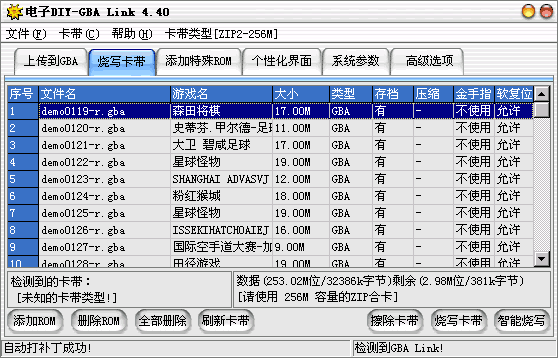 电子DIY-GBA Link 4.40
文件(F) 卡带(C) 帮助(H) 卡带类型[ZIP2-256M]
上传到GBA 烧写卡带 添加特殊ROM 个性化界面 系统参数 高级选项
序号 文件名 游戏名 大小 类型 存档 压缩 金手指 软复位
1 demo0119-r.gba 森田将棋 17.00M GBA 有 - 不使用 允许
2 demo0120-r.gba 史蒂芬.甲尔德-足球 11.00M GBA 有 - 不使用 允许
3 demo0121-r.gba 大卫 碧咸足球 17.00M GBA 有 - 不使用 允许
4 demo0122-r.gba 星球怪物 19.00M GBA 有 - 不使用 允许
5 demo0123-r.gba SHANGHAI ADVASVJ 12.00M GBA 有 - 不使用 允许
6 demo0124-r.gba 粉红猴城 18.00M GBA 有 - 不使用 允许
7 demo0125-r.gba 星球怪物 19.00M GBA 有 - 不使用 允许
8 demo0126-r.gba ISSEKIHATCHOAIEJ 16.00M GBA 有 - 不使用 允许
9 demo0127-r.gba 国际空手道大赛-加 9.00M GBA 有 - 不使用 允许
10 demo0128-r.gba 田径游戏 19.00M GBA 有 - 不使用 允许
检测到的卡带：
[未知的卡带类型!]
数据(253.02M位/32386k字节)剩余(2.98M位/381k字节)
[请使用 256M 容量的ZIP合卡]
添加ROM 删除ROM 全部删除 刷新卡带 擦除卡带 烧写卡带 智能烧写
自动打补丁成功! 检测到GBA Link!